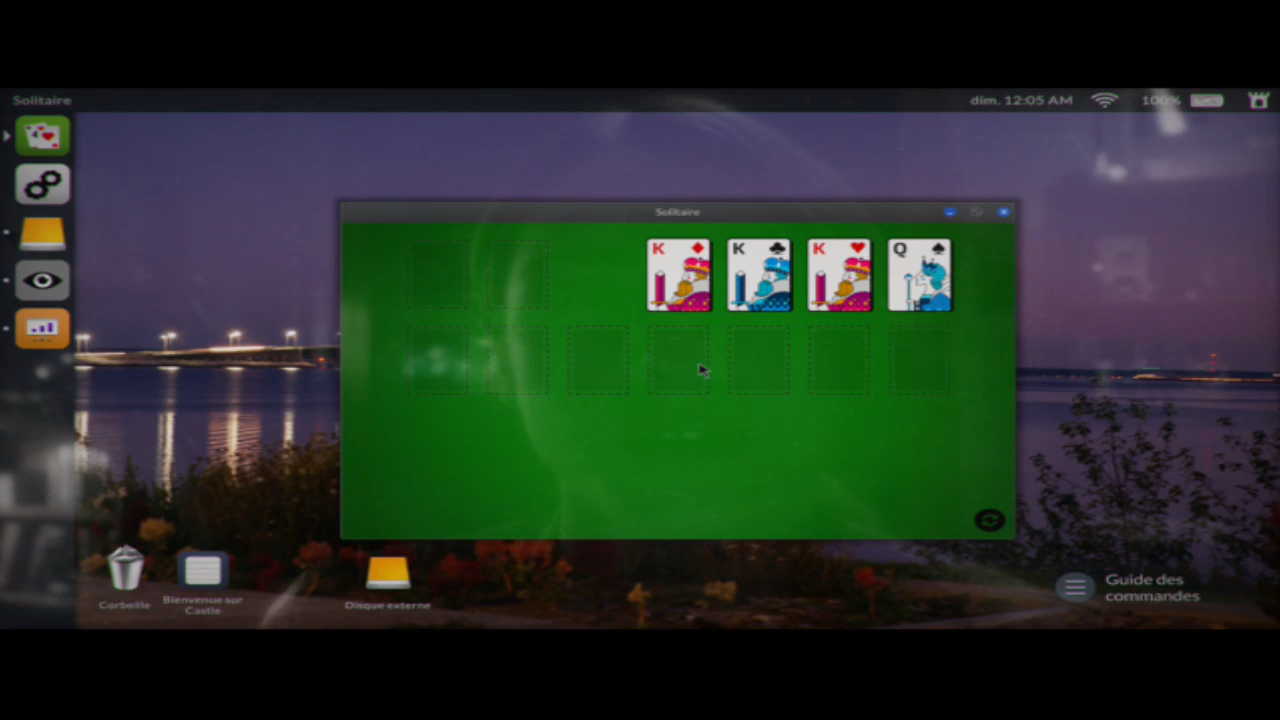 Solitaire
dim. 12:05 AM
100%
Solitaire
K
K
K
Q
Corbeille
Bienvenue sur
Castle
Disque externe
Guide des
commandes